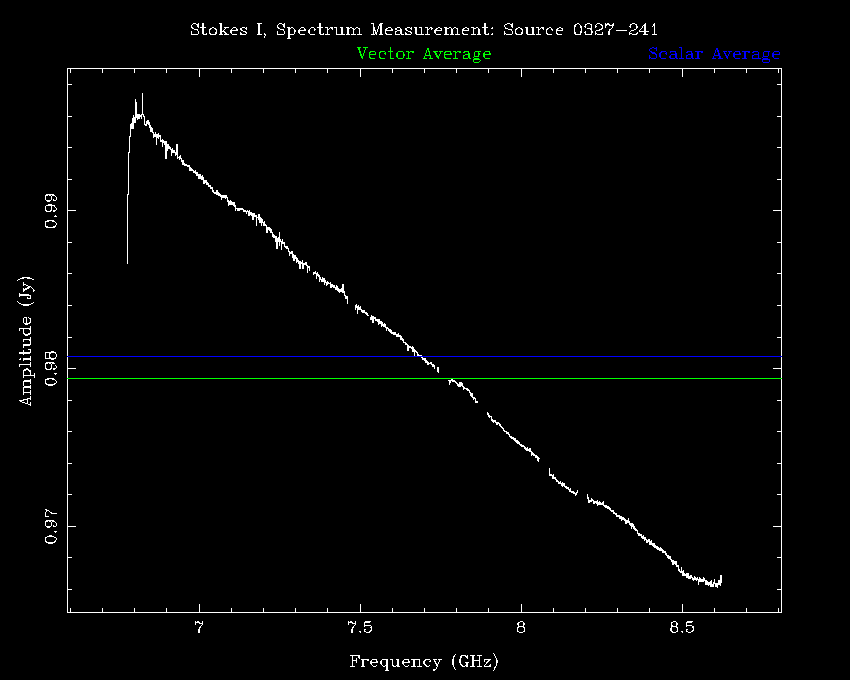 Stokes I, Spectrum Measurement: Source 0327−241
Vector Average
Scalar Average
0.99
0.98
0.97
Amplitude (Jy)
7
7.5
8
8.5
Frequency (GHz)